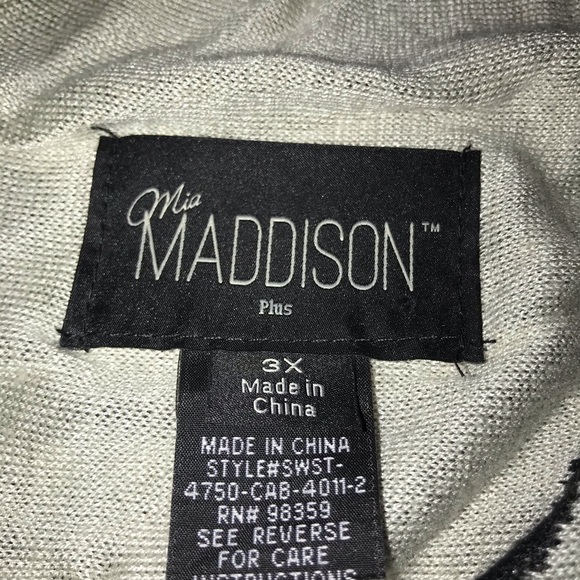 Mia
MADDISON™
Plus
3X
Made in
China
MADE IN CHINA
STYLE#SWST-
4750-CAB-4011-2
RN# 98359
SEE REVERSE
FOR CARE
INSTRUCTIONS